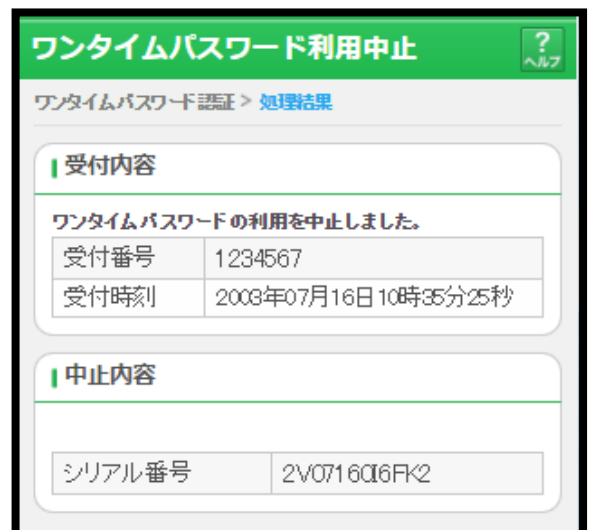 ワンタイムパスワード利用中止
?
ヘルプ
ワンタイムパスワード認証 > 処理結果
受付内容
ワンタイムパスワードの利用を中止しました。
受付番号 1234567
受付時刻 2003年07月16日10時35分25秒
中止内容
シリアル番号 2V07160I6FK2